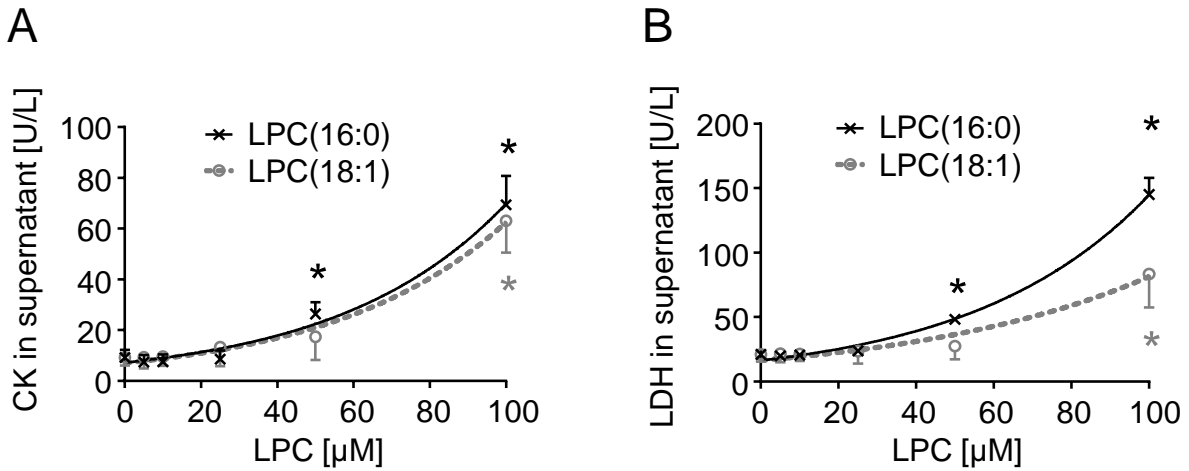 A
CK in supernatant [U/L]
100
80
60
40
20
0
LPC(16:0)
LPC(18:1)
*
*
*
0 20 40 60 80 100
LPC [µM]
B
LDH in supernatant [U/L]
200
150
100
50
0
LPC(16:0)
LPC(18:1)
*
*
*
0 20 40 60 80 100
LPC [µM]